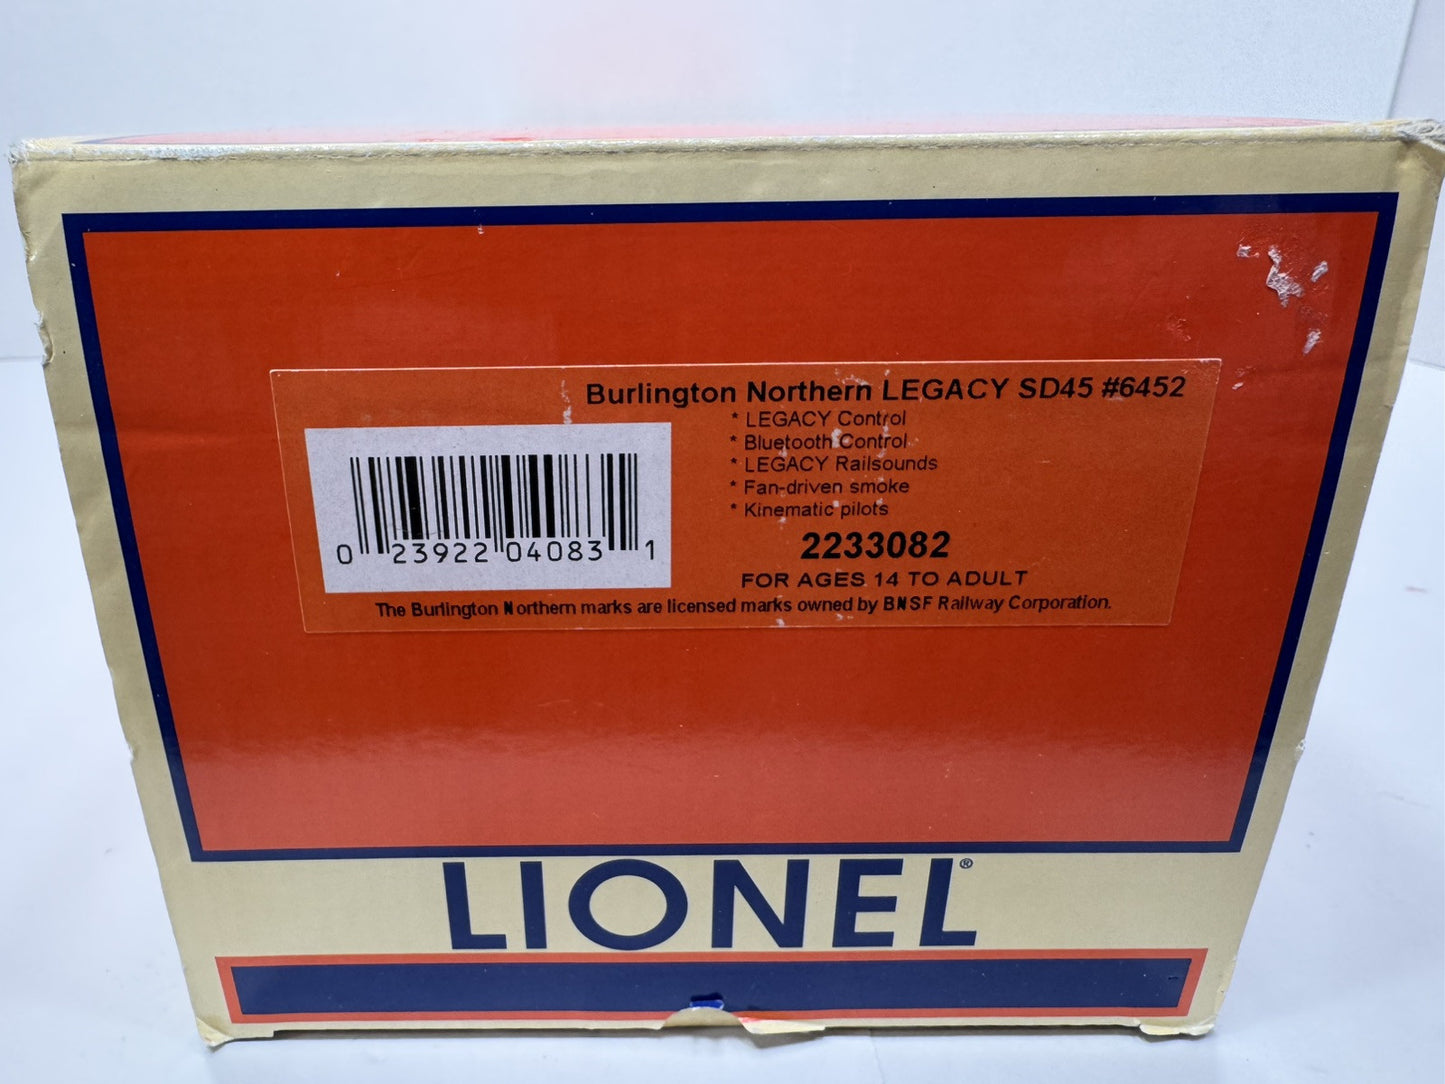 Burlington Northern LEGACY SD45 #6452
* LEGACY Control
* Bluetooth Control
* LEGACY Railsounds
* Fan-driven smoke
* Kinematic pilots
0 23922 04083 1
2233082
FOR AGES 14 TO ADULT
The Burlington Northern marks are licensed marks owned by BNSF Railway Corporation.
LIONEL®